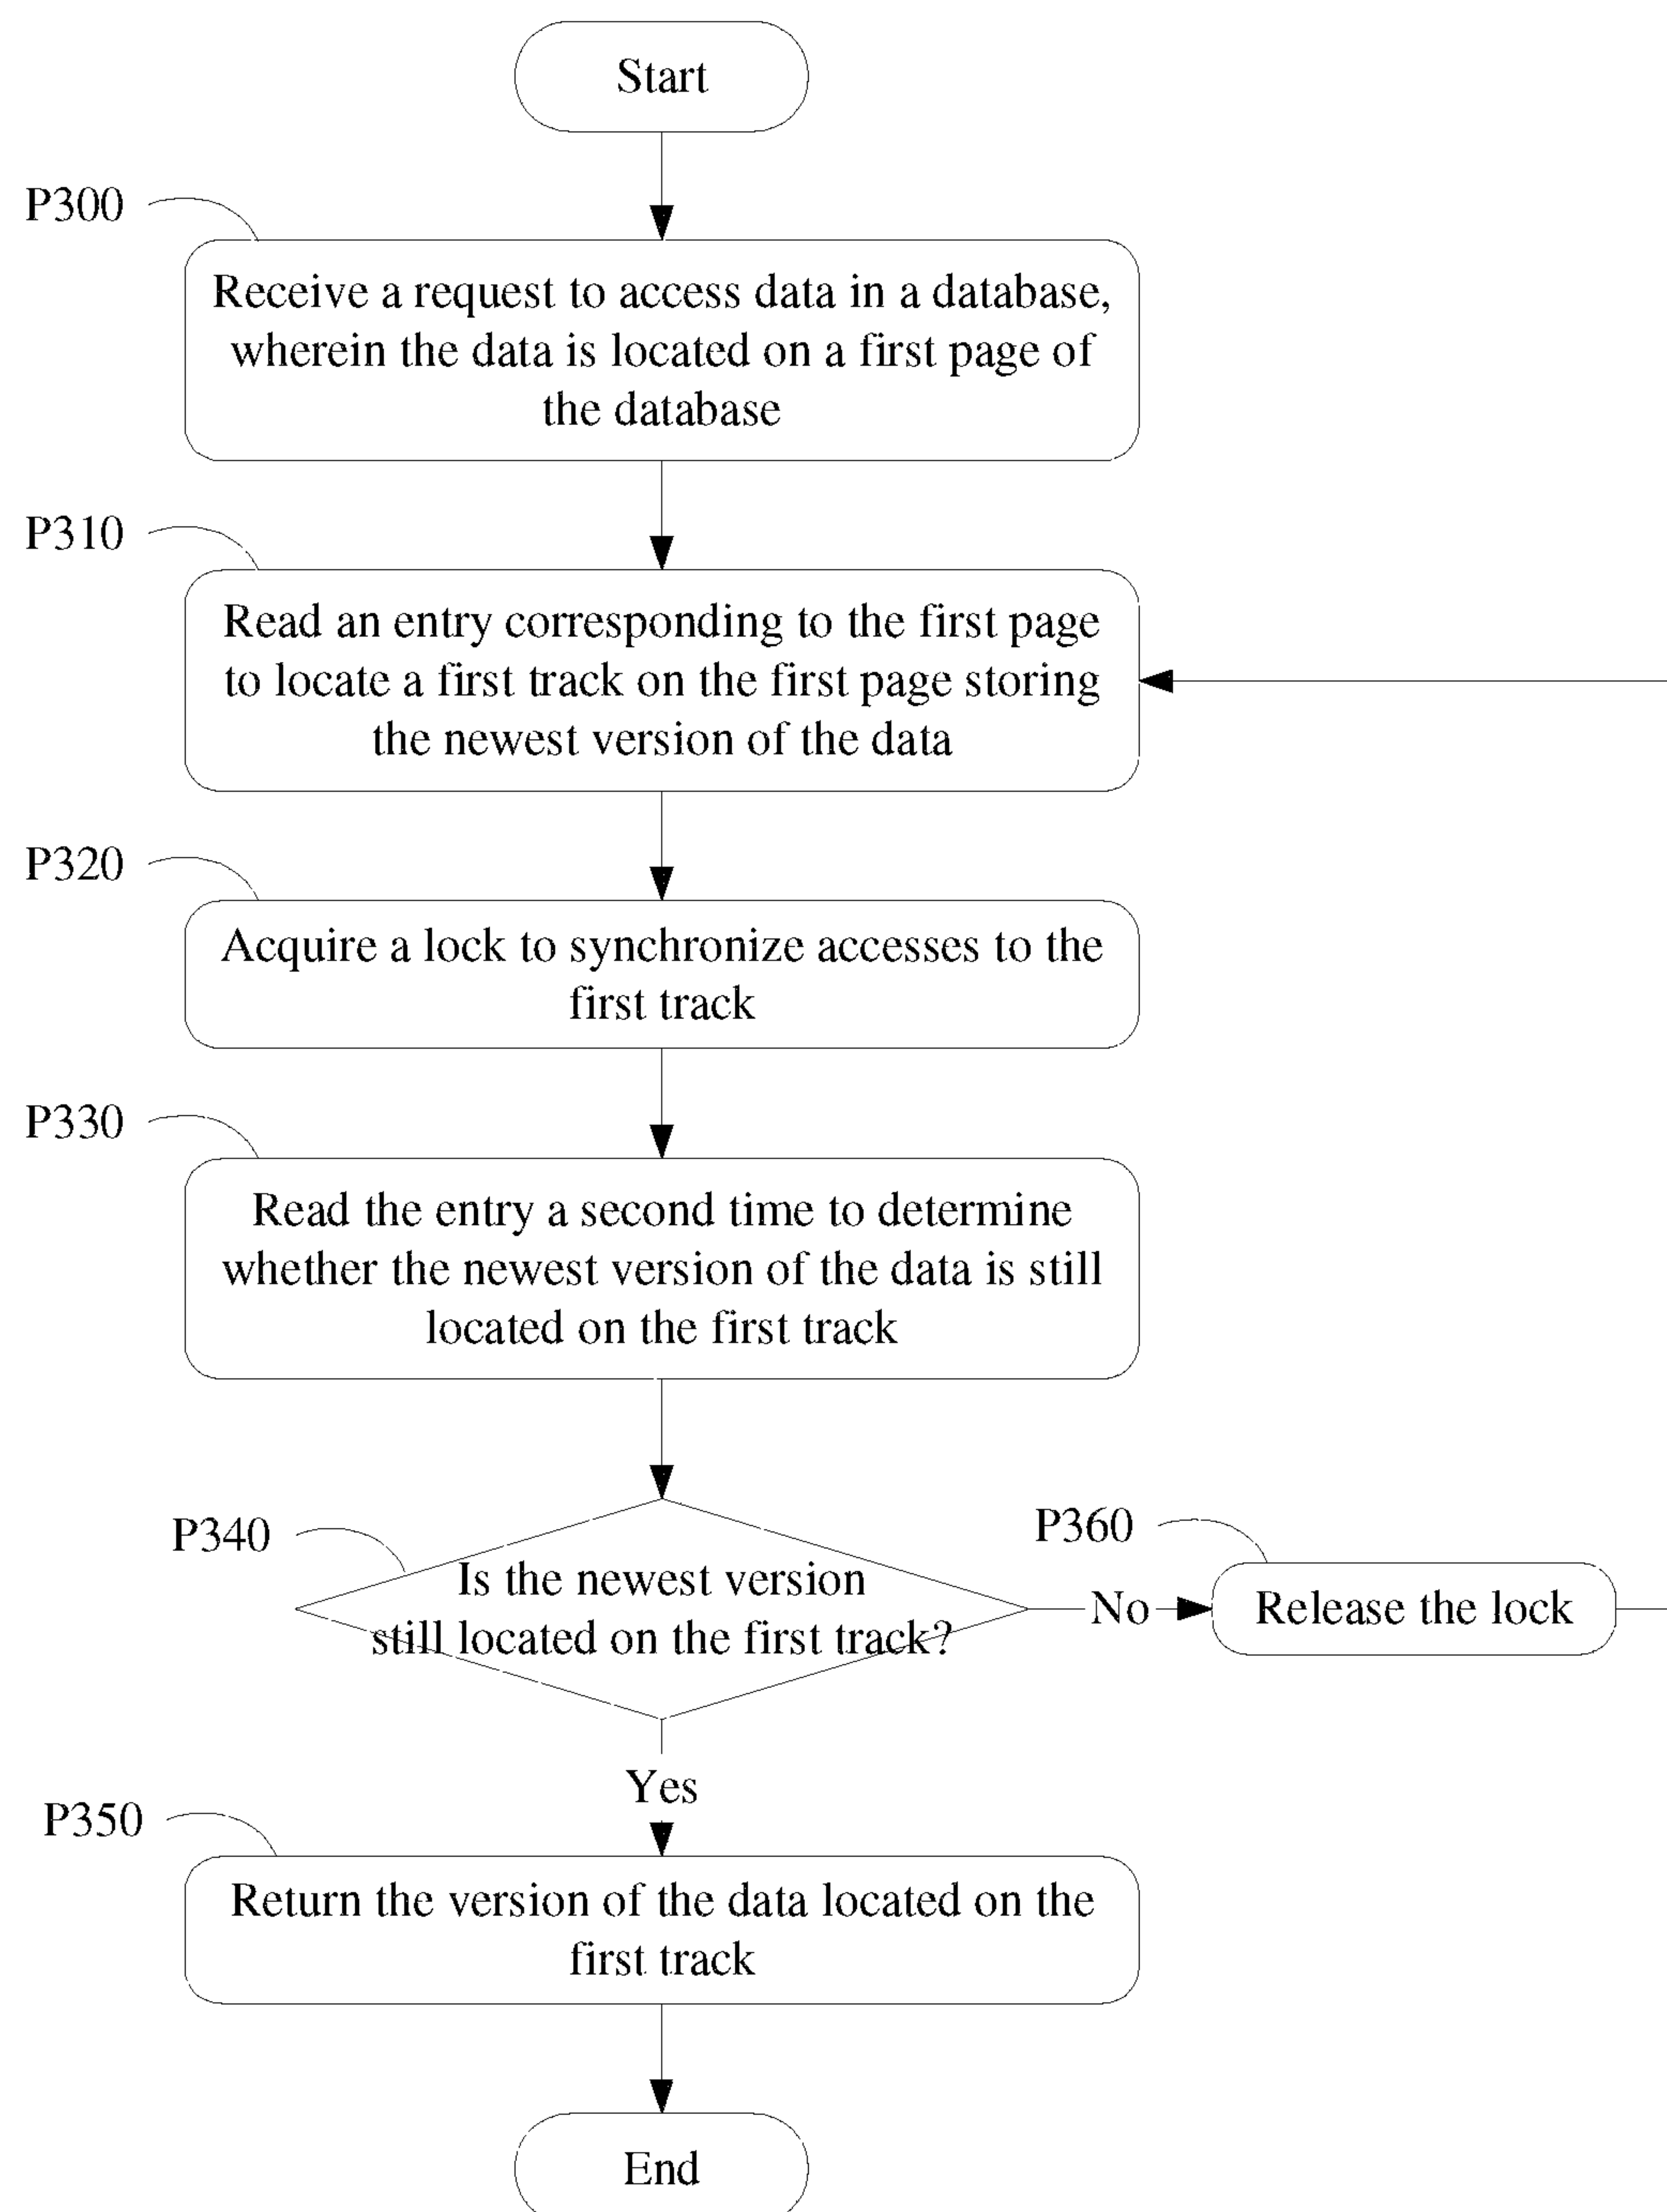 Start
P300
Receive a request to access data in a database,
wherein the data is located on a first page of
the database
P310
Read an entry corresponding to the first page
to locate a first track on the first page storing
the newest version of the data
P320
Acquire a lock to synchronize accesses to the
first track
P330
Read the entry a second time to determine
whether the newest version of the data is still
located on the first track
P340
Is the newest version
still located on the first track?
No
P360
Release the lock
Yes
P350
Return the version of the data located on the
first track
End